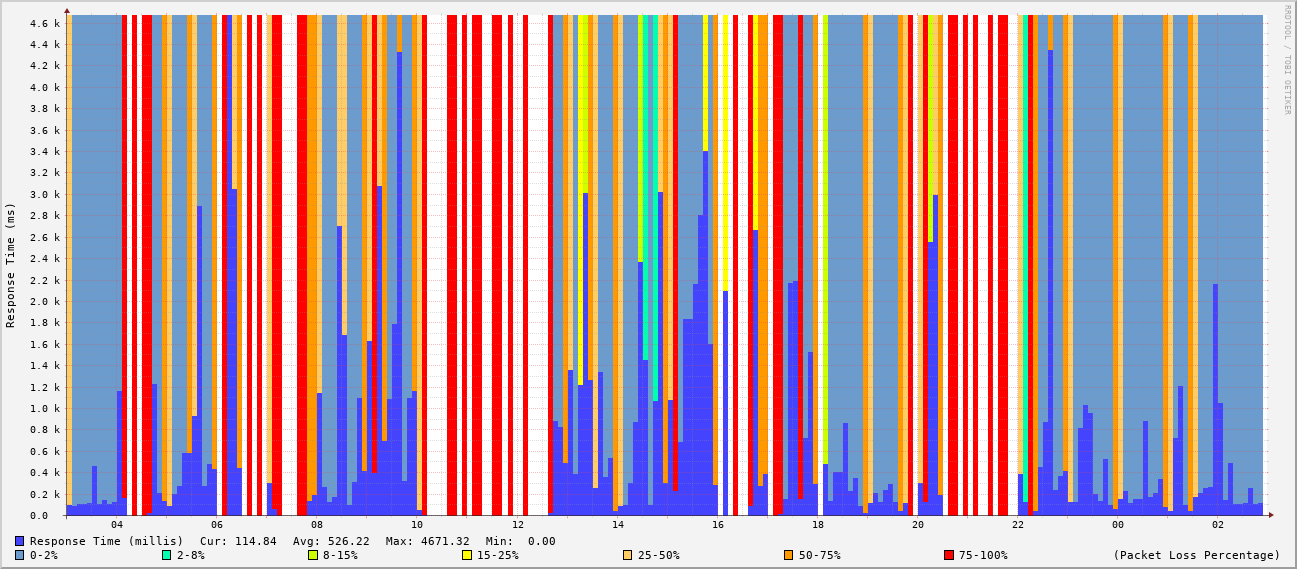 RRDTOOL / TOBI OETIKER
Response Time (ms)
4.6 k
4.4 k
4.2 k
4.0 k
3.8 k
3.6 k
3.4 k
3.2 k
3.0 k
2.8 k
2.6 k
2.4 k
2.2 k
2.0 k
1.8 k
1.6 k
1.4 k
1.2 k
1.0 k
0.8 k
0.6 k
0.4 k
0.2 k
0.0
04 06 08 10 12 14 16 18 20 22 00 02
Response Time (millis) Cur: 114.84 Avg: 526.22 Max: 4671.32 Min: 0.00
0-2% 2-8% 8-15% 15-25% 25-50% 50-75% 75-100% (Packet Loss Percentage)